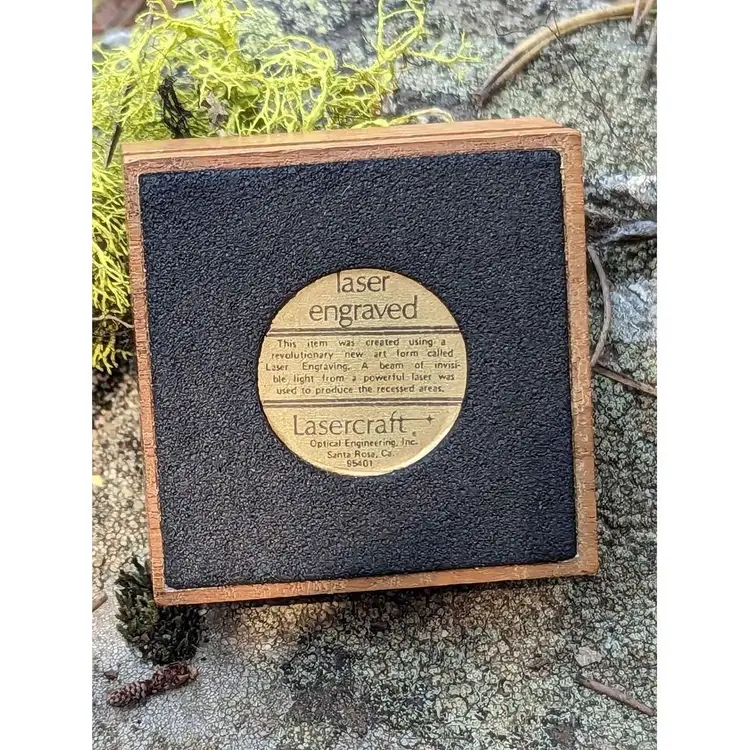 laser
engraved
This item was created using a
revolutionary new art form called
Laser Engraving. A beam of invisi-
ble light from a powerful laser was
used to produce the recessed areas.
Lasercraft
Optical Engineering, Inc.
Santa Rosa, Ca.
95401